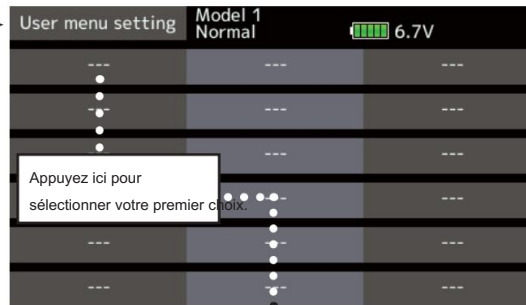 User menu setting Model 1 6.7V
Normal
--- --- ---
--- --- ---
--- ---
Appuyez ici pour
sélectionner votre premier choix.
--- ---
--- --- ---
--- --- ---